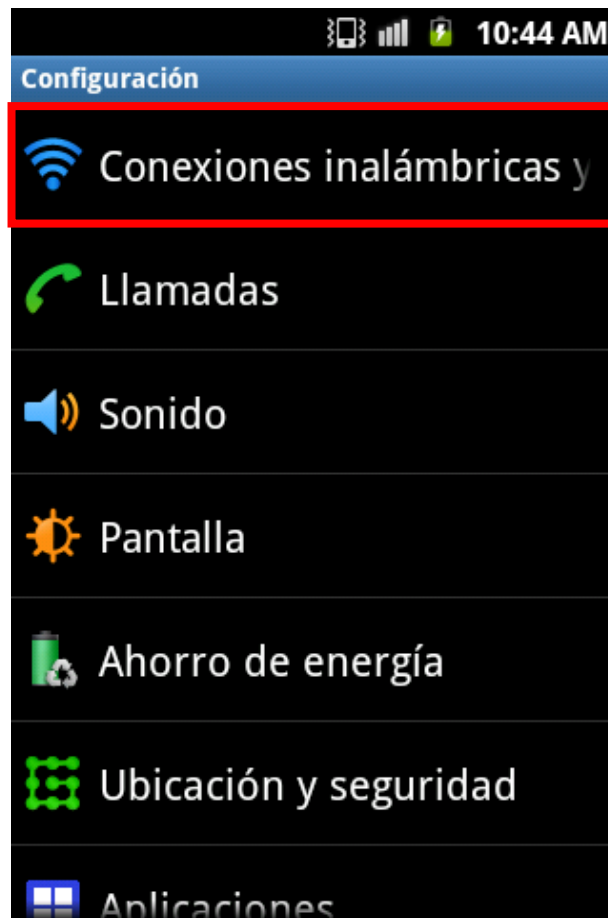 10:44 AM
Configuración
Conexiones inalámbricas y
Llamadas
Sonido
Pantalla
Ahorro de energía
Ubicación y seguridad
Aplicaciones